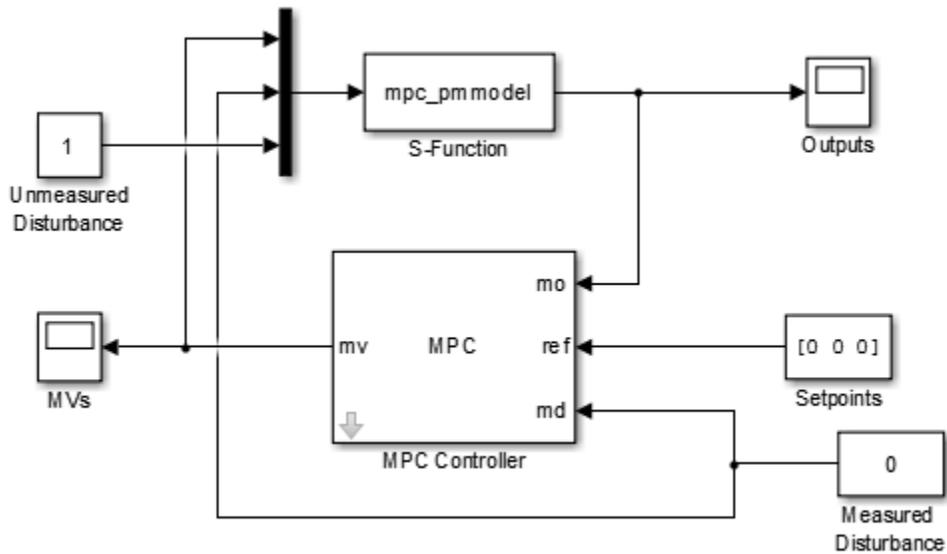 mpc_pmmodel
S-Function
Outputs
1
Unmeasured
Disturbance
mo
mv
MPC
ref
md
MPC Controller
MVs
[0 0 0]
Setpoints
0
Measured
Disturbance